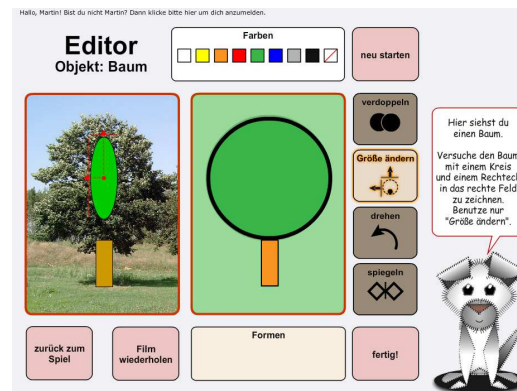 Hallo, Martin! Bist du nicht Martin? Dann klicke bitte hier um dich anzumelden.
Editor
Objekt: Baum
Farben
neu starten
verdoppeln
Größe ändern
drehen
spiegeln
Hier siehst du
einen Baum.
Versuche den Baum
mit einem Kreis
und einem Rechteck
in das rechte Feld
zu zeichnen.
Benutze nur
"Größe ändern".
zurück zum
Spiel
Film
wiederholen
Formen
fertig!